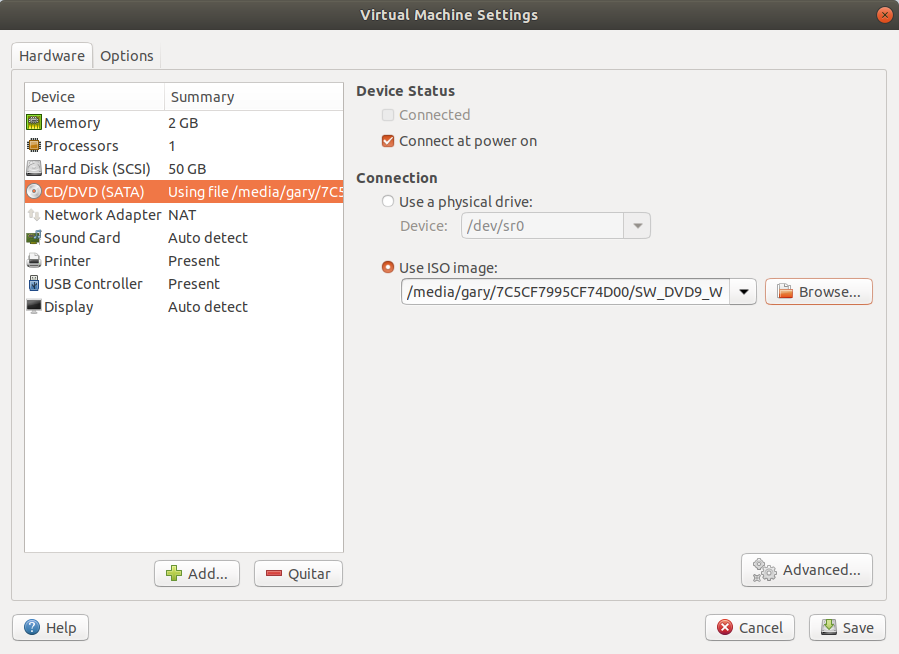 Virtual Machine Settings
Hardware Options
Device Summary
Memory 2 GB
Processors 1
Hard Disk (SCSI) 50 GB
CD/DVD (SATA) Using file /media/gary/7C5
Network Adapter NAT
Sound Card Auto detect
Printer Present
USB Controller Present
Display Auto detect
Add... Quitar
Device Status
Connected
Connect at power on
Connection
Use a physical drive:
Device: /dev/sr0
Use ISO image:
/media/gary/7C5CF7995CF74D00/SW_DVD9_W Browse...
Advanced...
Help Cancel Save